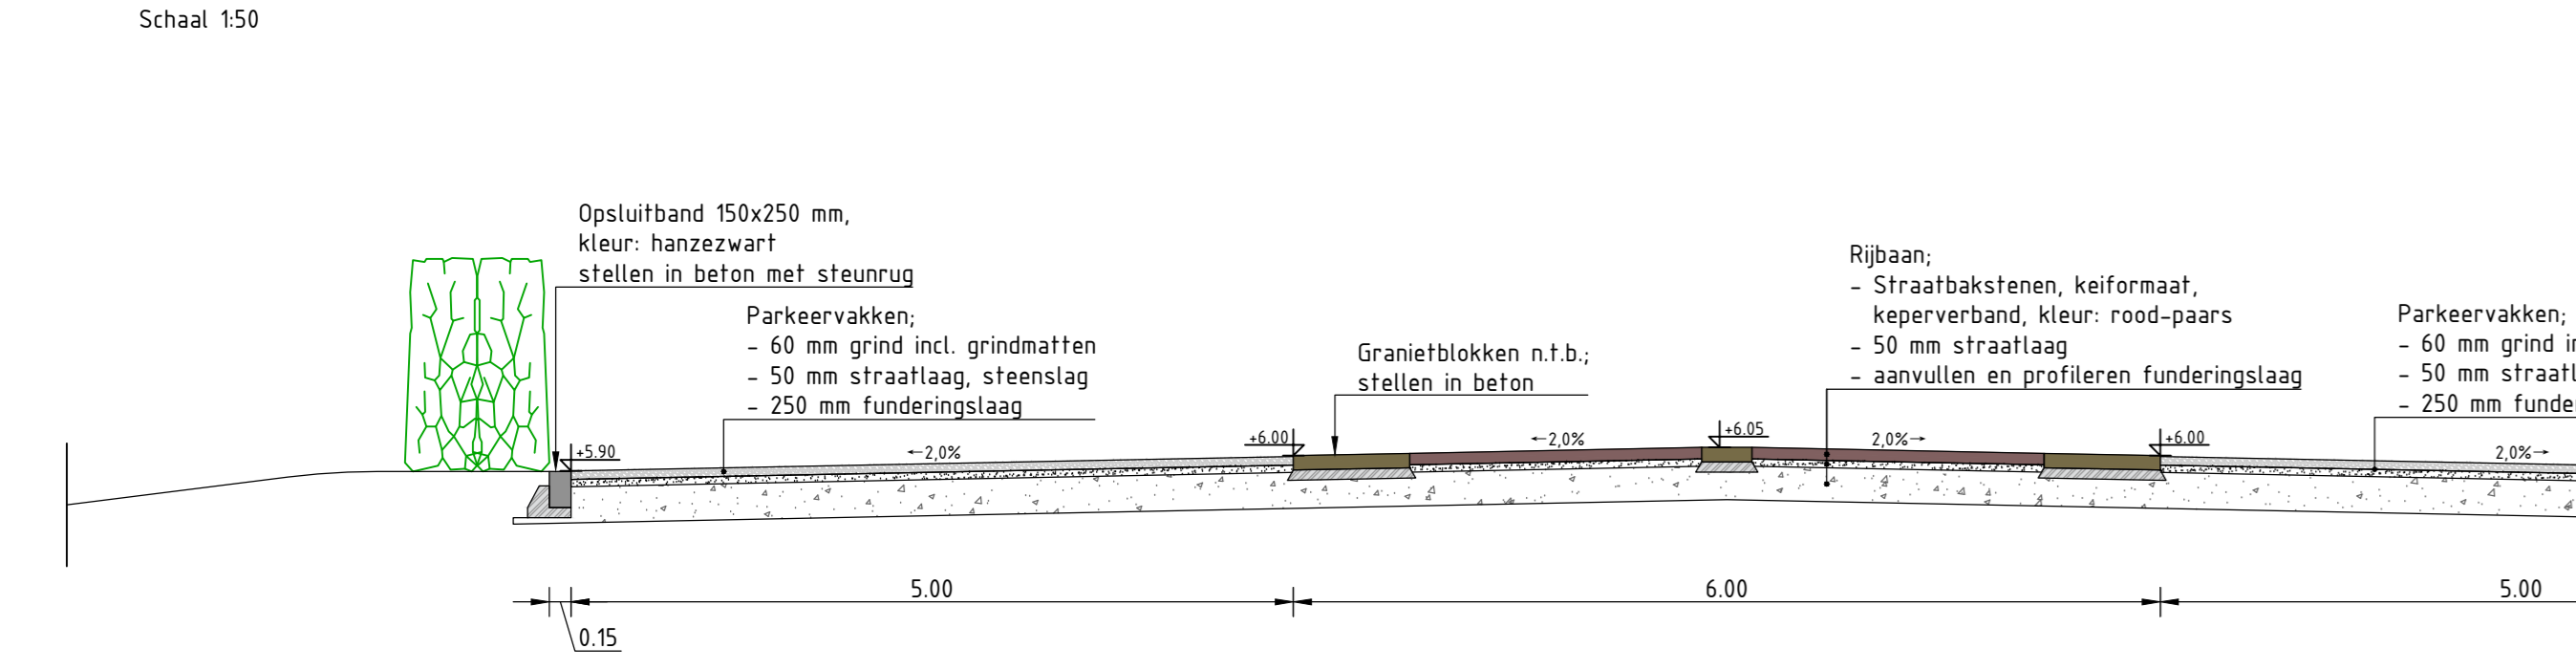 Schaal 1:50
Opsluitband 150x250 mm,
kleur: hanzezwart
stellen in beton met steunrug
Parkeervakken;
- 60 mm grind incl. grindmatten
- 50 mm straatlaag, steenslag
- 250 mm funderingslaag
Granietblokken n.t.b.;
stellen in beton
Rijbaan;
- Straatbakstenen, keiformaat,
keperverband, kleur: rood-paars
- 50 mm straatlaag
- aanvullen en profileren funderingslaag
Parkeervakken;
- 60 mm grind
- 50 mm
- 250 mm
+5.90
←2,0%
+6.00
←2,0%
+6.05
2,0%→
+6.00
2,0%→
5.00
6.00
5.00
0.15